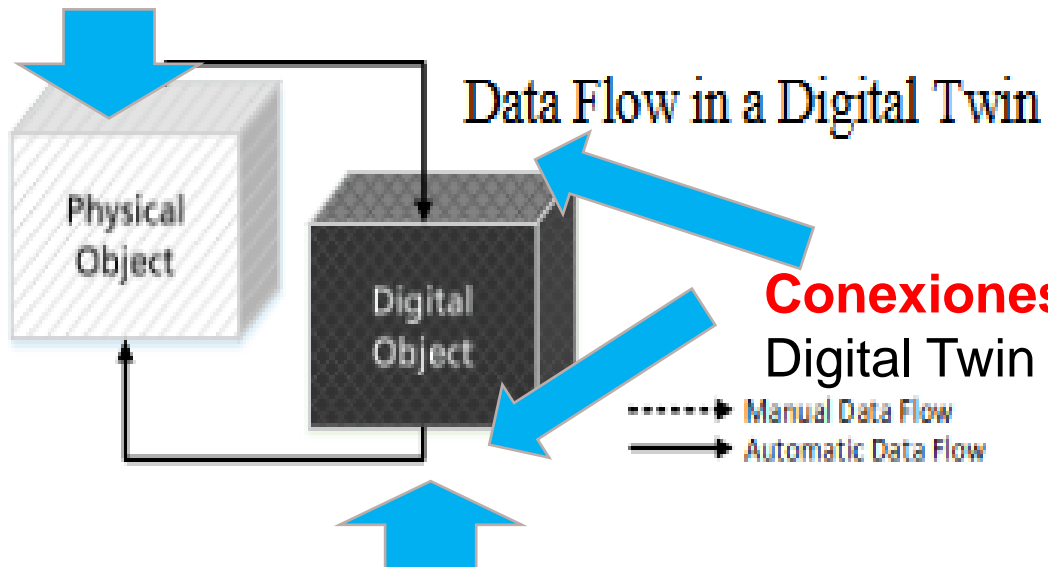 Data Flow in a Digital Twin
Physical
Object
Digital
Object
Conexiones
Digital Twin
Manual Data Flow
Automatic Data Flow